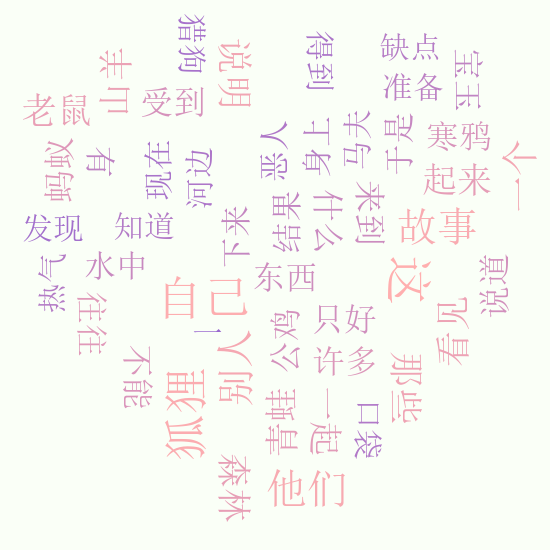 猎狗
说明
得到
缺点
宙斯
山羊
准备
老鼠
受到
恶人
身上
马夫
于是
寒鸦
一个
蚂蚁
有
现在
河边
起来
发现
知道
下来
结果
什么
来到
故事
热气
水中
东西
这
说道
往往
自己
一
公鸡
只好
看见
不能
狐狸
别人
许多
那些
青蛙
一起
口袋
森林
他们